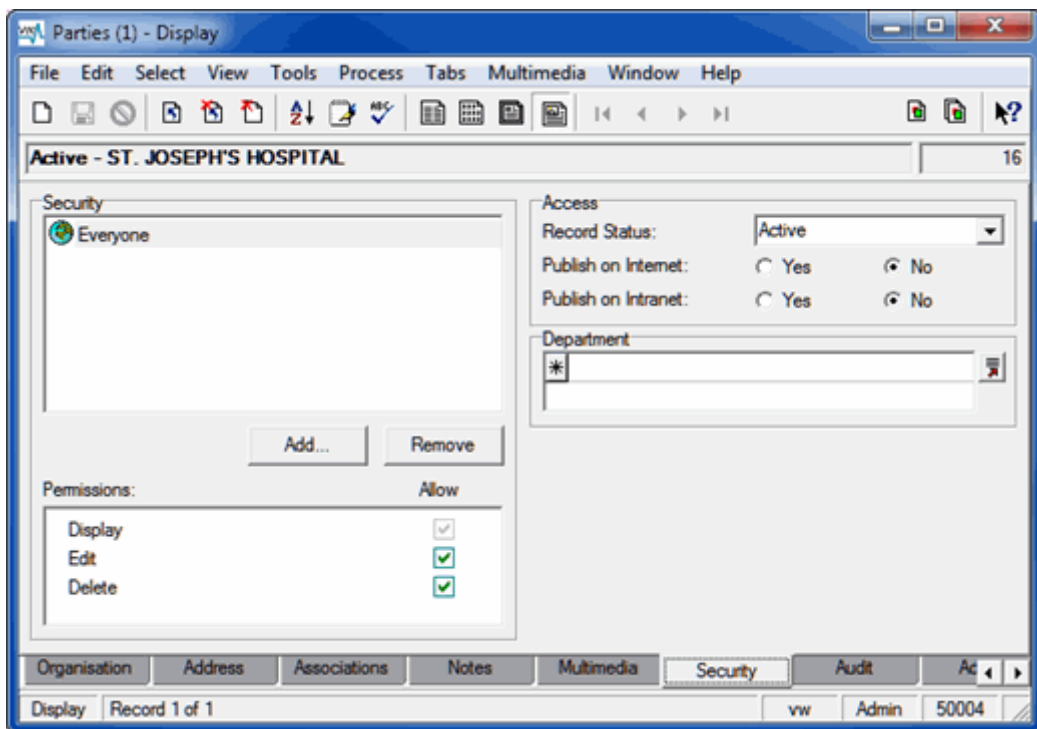 Parties (1) - Display
File Edit Select View Tools Process Tabs Multimedia Window Help
Active - ST. JOSEPH'S HOSPITAL 16
Security
Everyone
Add... Remove
Permissions: Allow
Display
Edit
Delete
Access
Record Status: Active
Publish on Internet: Yes No
Publish on Intranet: Yes No
Department
Organisation Address Associations Notes Multimedia Security Audit Ac
Display Record 1 of 1 vw Admin 50004